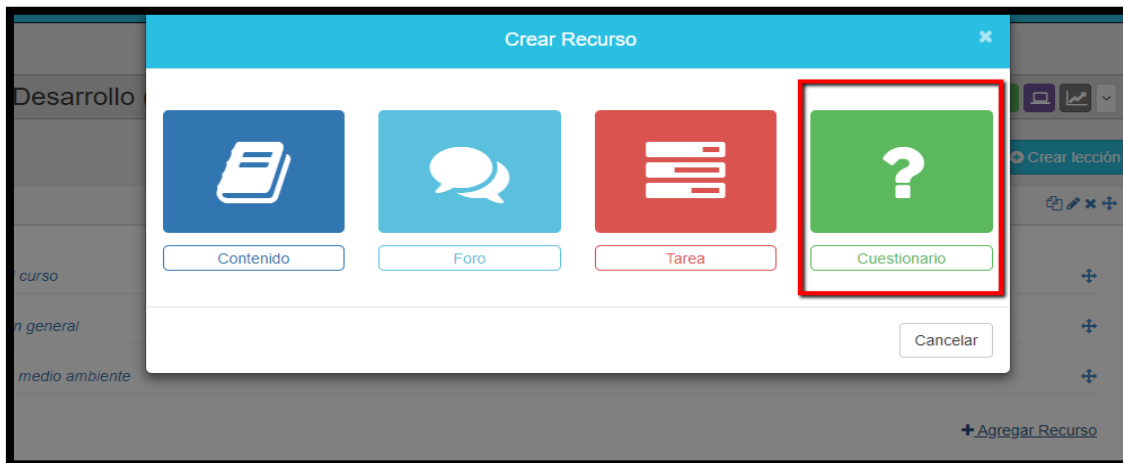 Crear Recurso
Desarrollo
Crear lección
Contenido
Foro
Tarea
Cuestionario
curso
n general
Cancelar
medio ambiente
Agregar Recurso